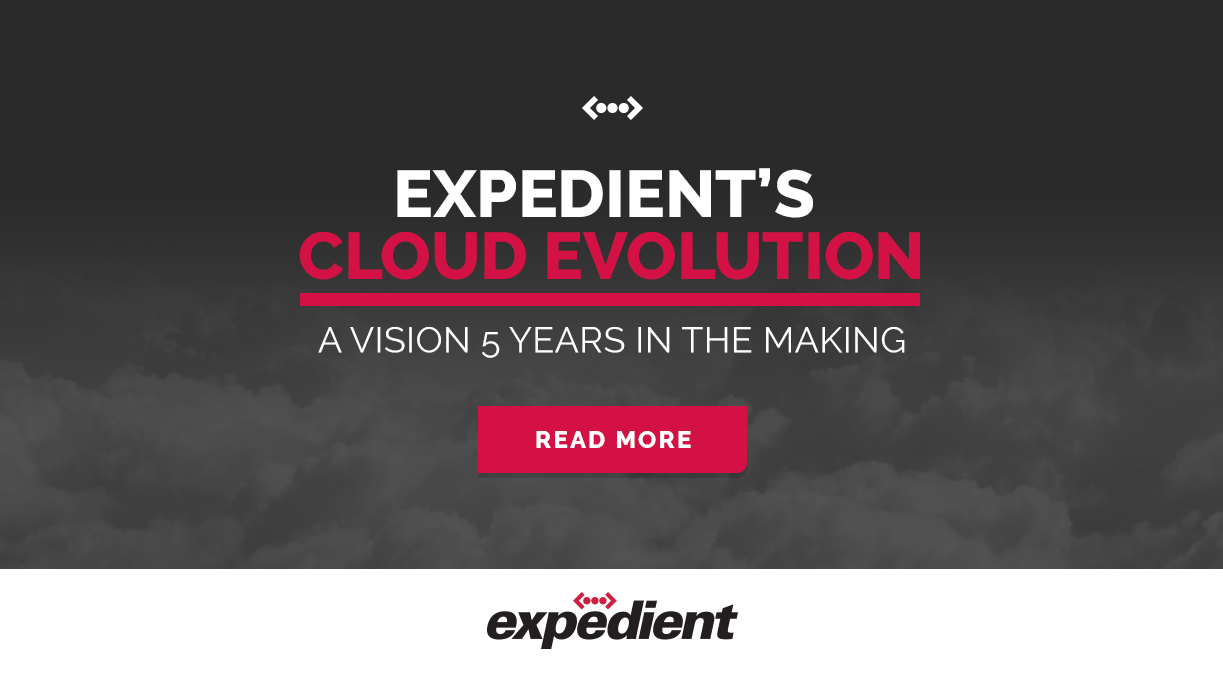 EXPEDIENT’S
CLOUD EVOLUTION
A VISION 5 YEARS IN THE MAKING
READ MORE
expedient